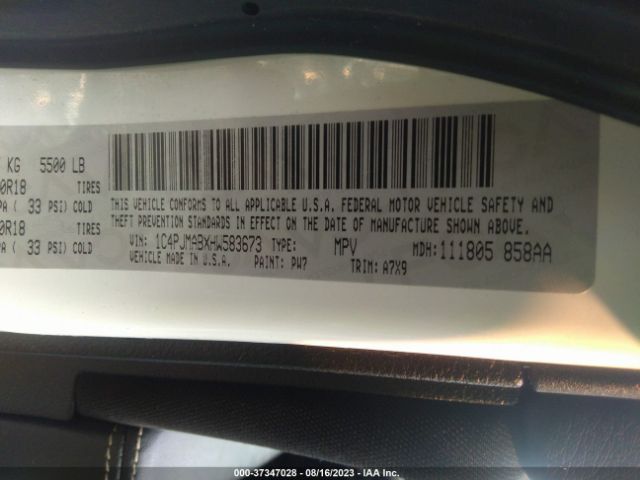 KG 5500 LB
0R18 TIRES
PA ( 33 PSI) COLD
0R18 TIRES
PA ( 33 PSI) COLD
THIS VEHICLE CONFORMS TO ALL APPLICABLE U.S.A. FEDERAL MOTOR VEHICLE SAFETY AND
THEFT PREVENTION STANDARDS IN EFFECT ON THE DATE OF MANUFACTURE SHOWN ABOVE.
VIN: 1C4PJMABXHW583673 TYPE: MPV MDH: 111805 858AA
VEHICLE MADE IN U.S.A. PAINT: PW7 TRIM: A7X9
000-37347028 - 08/16/2023 - IAA Inc.